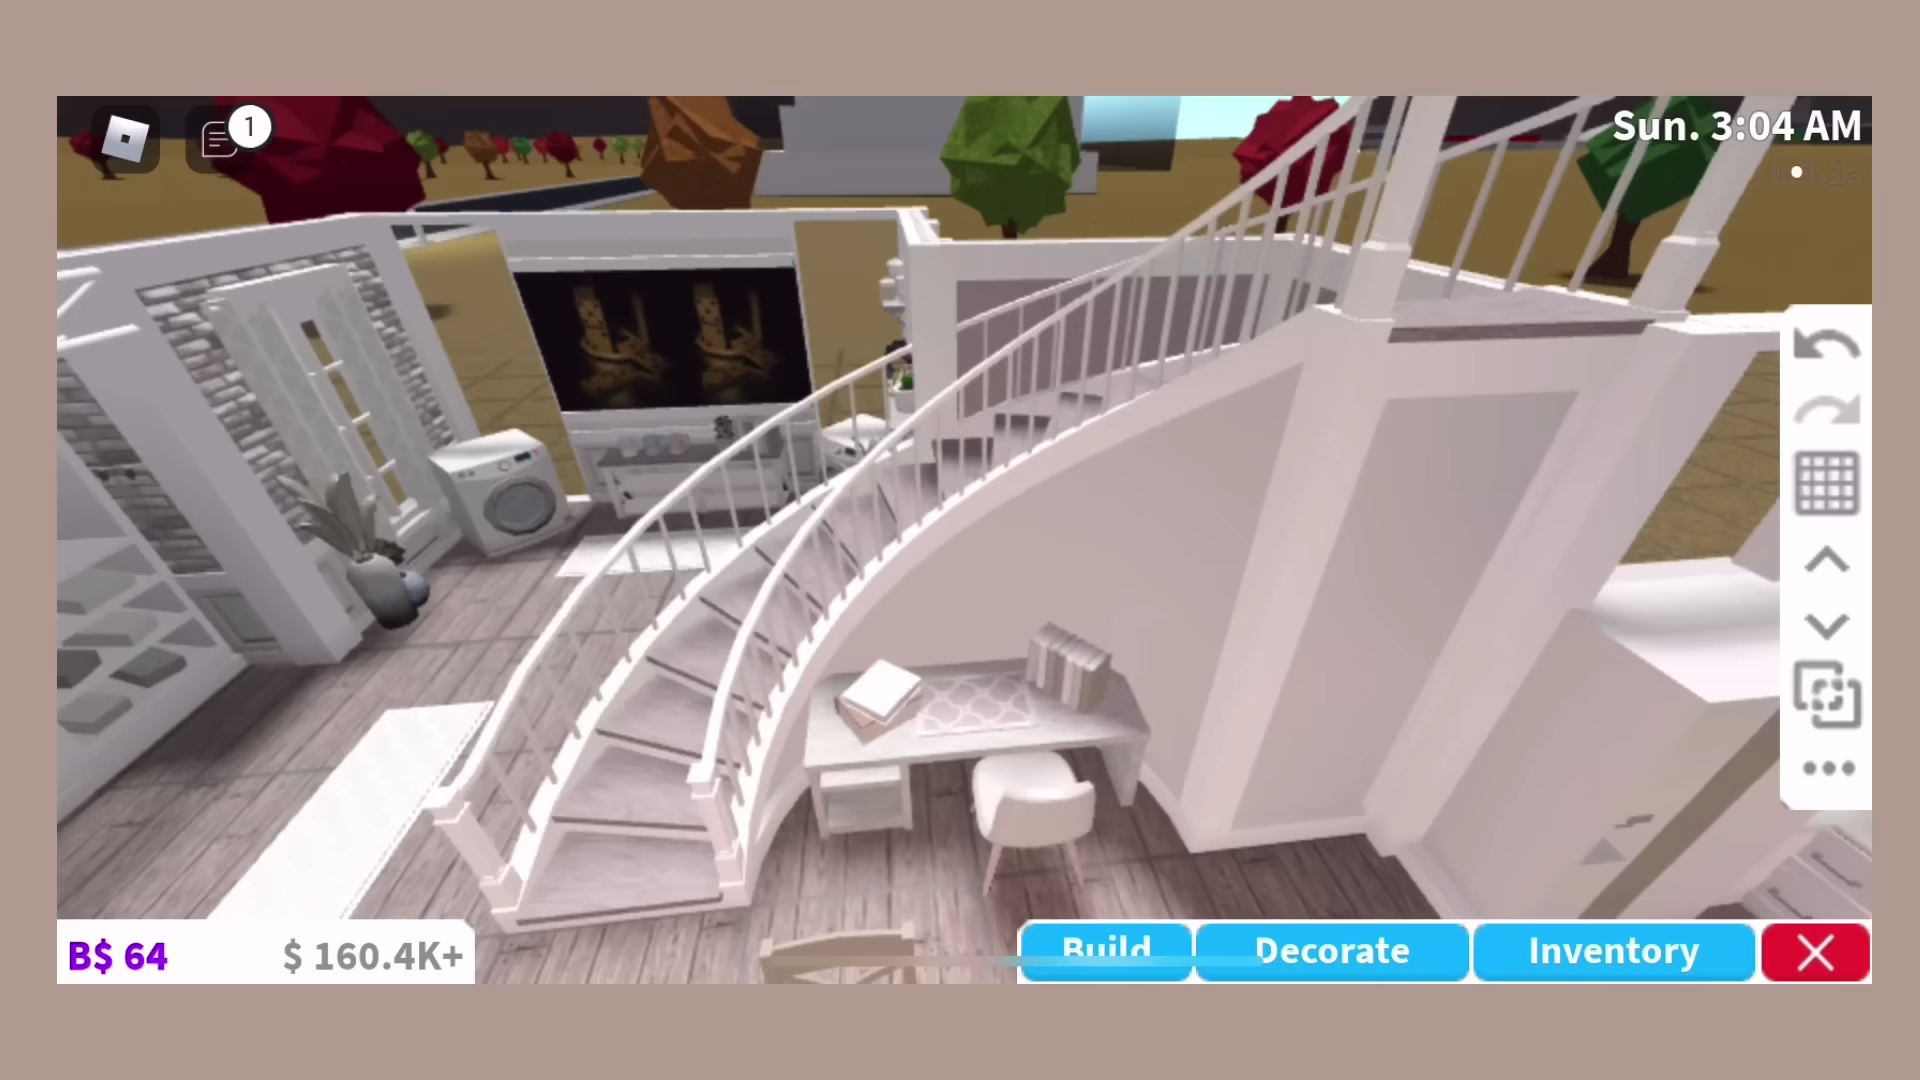 1
Sun. 3:04 AM
B$ 64
$ 160.4K+
Build
Decorate
Inventory